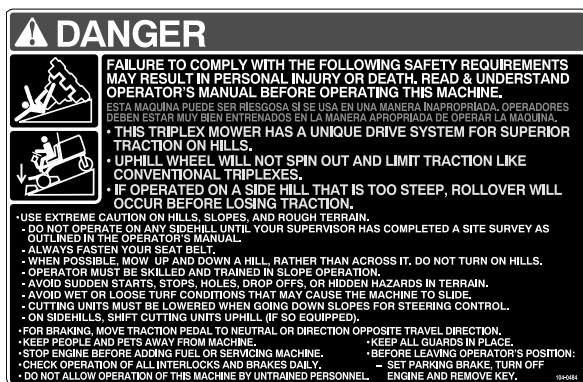 DANGER
FAILURE TO COMPLY WITH THE FOLLOWING SAFETY REQUIREMENTS
MAY RESULT IN PERSONAL INJURY OR DEATH. READ & UNDERSTAND
OPERATOR'S MANUAL BEFORE OPERATING THIS MACHINE.
ESTA MAQUINA PUEDE SER RIESGOSA SI SE USA EN UNA MANERA INAPROPRIADA. OPERADORES
DEBEN ESTAR MUY BIEN ENTRENADOS EN LA MANERA APROPRIADA DE OPERAR LA MAQUINA.
• THIS TRIPLEX MOWER HAS A UNIQUE DRIVE SYSTEM FOR SUPERIOR
TRACTION ON HILLS.
• UPHILL WHEEL WILL NOT SPIN OUT AND LIMIT TRACTION LIKE
CONVENTIONAL TRIPLEXES.
• IF OPERATED ON A SIDE HILL THAT IS TOO STEEP, ROLLOVER WILL
OCCUR BEFORE LOSING TRACTION.
•USE EXTREME CAUTION ON HILLS, SLOPES, AND ROUGH TERRAIN.
- DO NOT OPERATE ON ANY SIDEHILL UNTIL YOUR SUPERVISOR HAS COMPLETED A SITE SURVEY AS
OUTLINED IN THE OPERATOR'S MANUAL.
- ALWAYS FASTEN YOUR SEAT BELT.
- WHEN POSSIBLE, MOW UP AND DOWN A HILL, RATHER THAN ACROSS IT. DO NOT TURN ON HILLS.
- OPERATOR MUST BE SKILLED AND TRAINED IN SLOPE OPERATION.
- AVOID SUDDEN STARTS, STOPS, HOLES, DROP OFFS, OR HIDDEN HAZARDS IN TERRAIN.
- AVOID WET OR LOOSE TURF CONDITIONS THAT MAY CAUSE THE MACHINE TO SLIDE.
- CUTTING UNITS MUST BE LOWERED WHEN GOING DOWN SLOPES FOR STEERING CONTROL.
- ON SIDEHILLS, SHIFT CUTTING UNITS UPHILL (IF SO EQUIPPED).
•FOR BRAKING, MOVE TRACTION PEDAL TO NEUTRAL OR DIRECTION OPPOSITE TRAVEL DIRECTION.
•KEEP PEOPLE AND PETS AWAY FROM MACHINE.
•STOP ENGINE BEFORE ADDING FUEL OR SERVICING MACHINE.
•CHECK OPERATION OF ALL INTERLOCKS AND BRAKES DAILY.
• DO NOT ALLOW OPERATION OF THIS MACHINE BY UNTRAINED PERSONNEL.
•KEEP ALL GUARDS IN PLACE.
•BEFORE LEAVING OPERATOR'S POSITION:
– SET PARKING BRAKE, TURN OFF
ENGINE AND REMOVE KEY.
104-0484